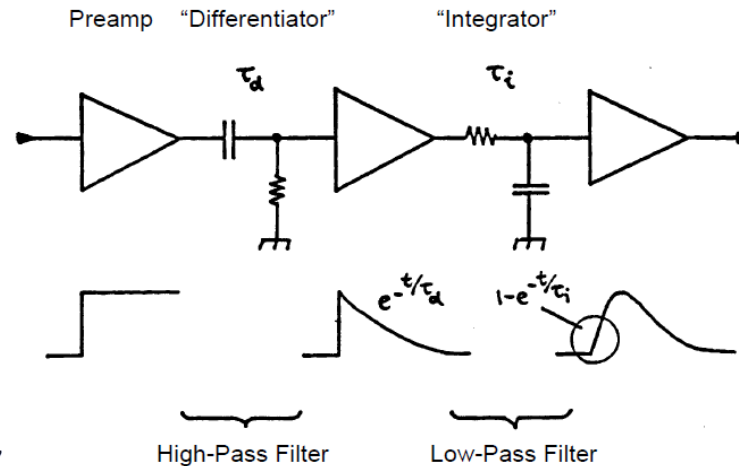 Preamp “Differentiator” “Integrator”
τd τi
e-t/τd 1-e-t/τi
High-Pass Filter Low-Pass Filter